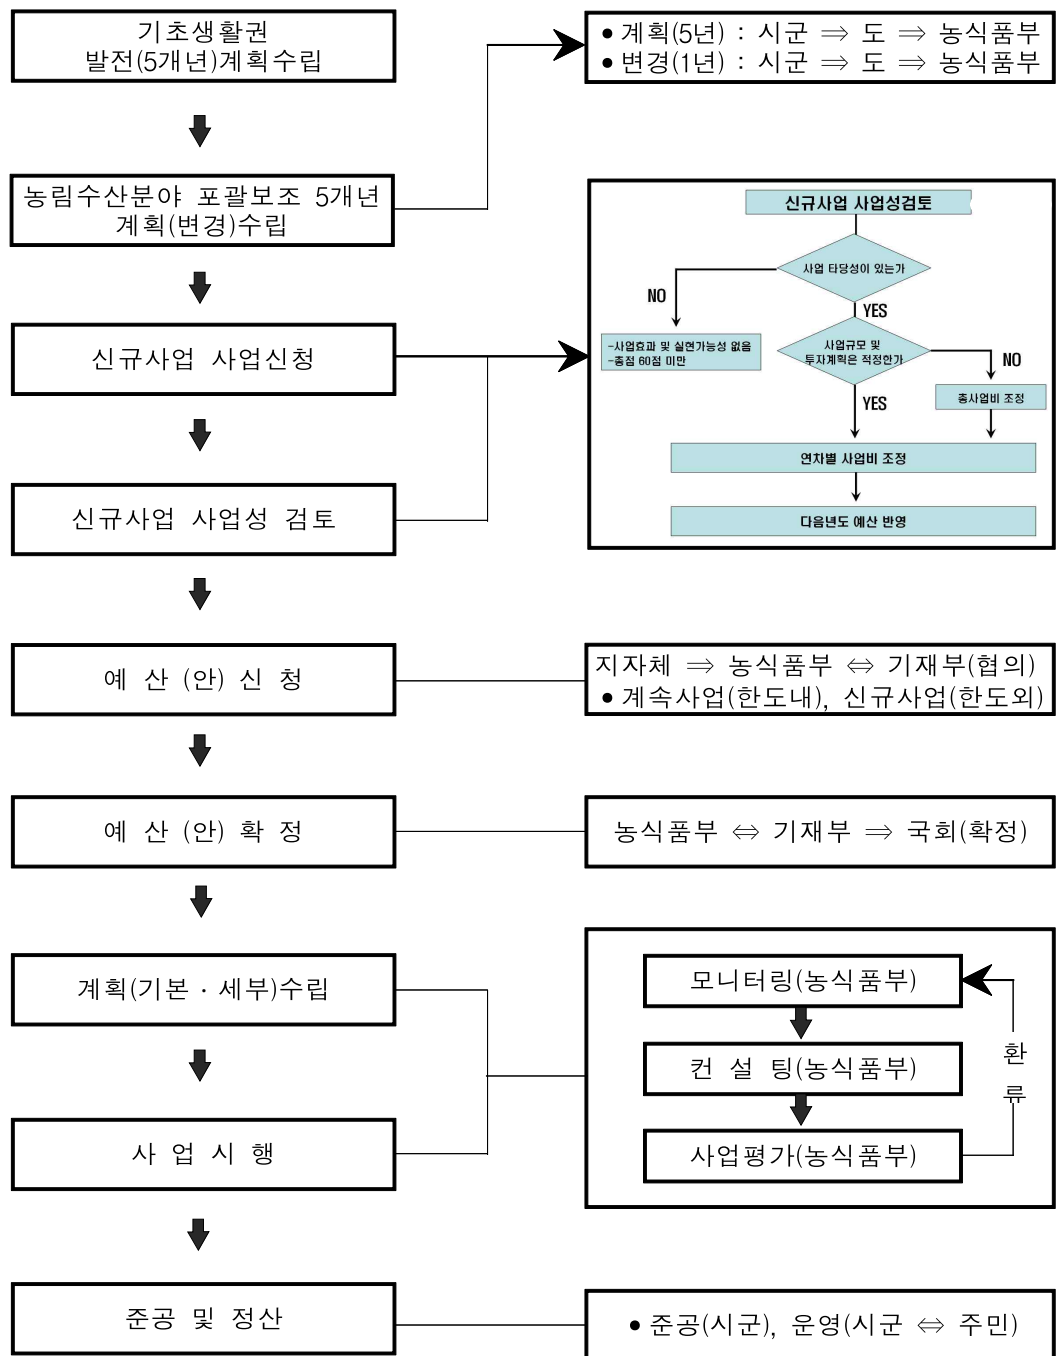 기초생활권
발전(5개년)계획수립
● 계획(5년) : 시군 ⇒ 도 ⇒ 농식품부
● 변경(1년) : 시군 ⇒ 도 ⇒ 농식품부
농림수산분야 포괄보조 5개년
계획(변경)수립
신규사업 사업신청
신규사업 사업성검토
사업 타당성이 있는가
NO
YES
-사업효과 및 실현가능성 없음
-총점 60점 미만
사업규모 및
투자계획은 적정한가
NO
YES
총사업비 조정
연차별 사업비 조정
다음년도 예산 반영
신규사업 사업성 검토
예 산 (안) 신 청
지자체 ⇒ 농식품부 ⇔ 기재부(협의)
● 계속사업(한도내), 신규사업(한도외)
예 산 (안) 확 정
농식품부 ⇔ 기재부 ⇒ 국회(확정)
계획(기본 · 세부)수립
모니터링(농식품부)
컨 설 팅(농식품부)
사업평가(농식품부)
환
류
사 업 시 행
준공 및 정산
● 준공(시군), 운영(시군 ⇔ 주민)